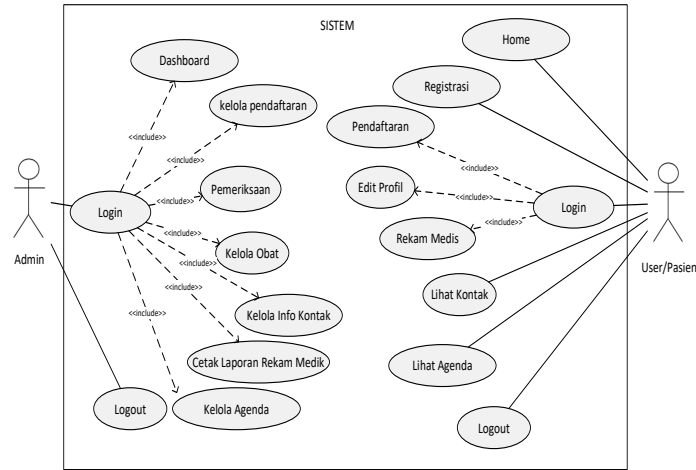 SISTEM
Home
Dashboard
Registrasi
kelola pendaftaran
Pendaftaran
<<include>>
<<include>>
<<include>>
Pemeriksaan
Edit Profil
<<include>>
<<include>>
Login
Login
<<include>>
Rekam Medis
<<include>>
Admin
Kelola Obat
User/Pasien
<<include>>
Lihat Kontak
<<include>>
Kelola Info Kontak
<<include>>
Cetak Laporan Rekam Medik
Lihat Agenda
Logout
Kelola Agenda
Logout